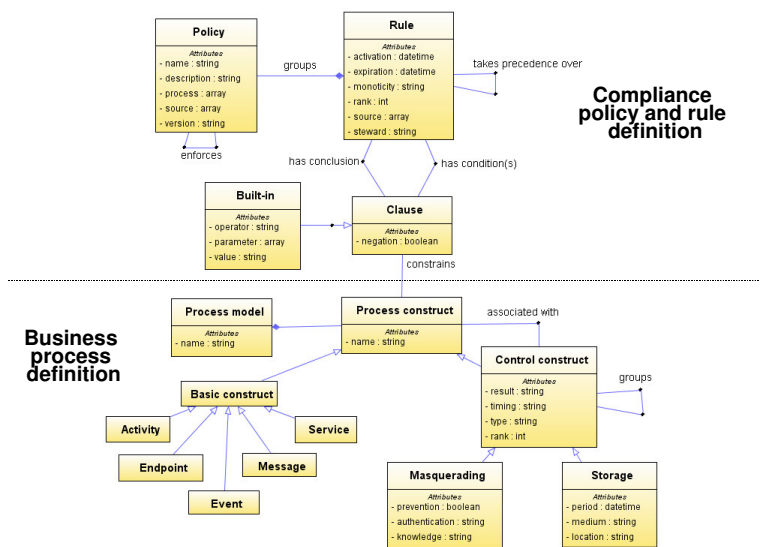 Policy
Attributes
- name : string
- description : string
- process : array
- source : array
- version : string
enforces
groups
Rule
Attributes
- activation : datetime
- expiration : datetime
- monoticity : string
- rank : int
- source : array
- steward : string
takes precedence over
Compliance
policy and rule
definition
has conclusion
has condition(s)
Built-in
Attributes
- operator : string
- parameter : array
- value : string
Clause
Attributes
- negation : boolean
constrains
Business
process
definition
Process model
Attributes
- name : string
Process construct
Attributes
- name : string
associated with
Control construct
Attributes
- result : string
- timing : string
- type : string
- rank : int
groups
Basic construct
Activity
Endpoint
Event
Message
Service
Masquerading
Attributes
- prevention : boolean
- authentication : string
- knowledge : string
Storage
Attributes
- period : datetime
- medium : string
- location : string